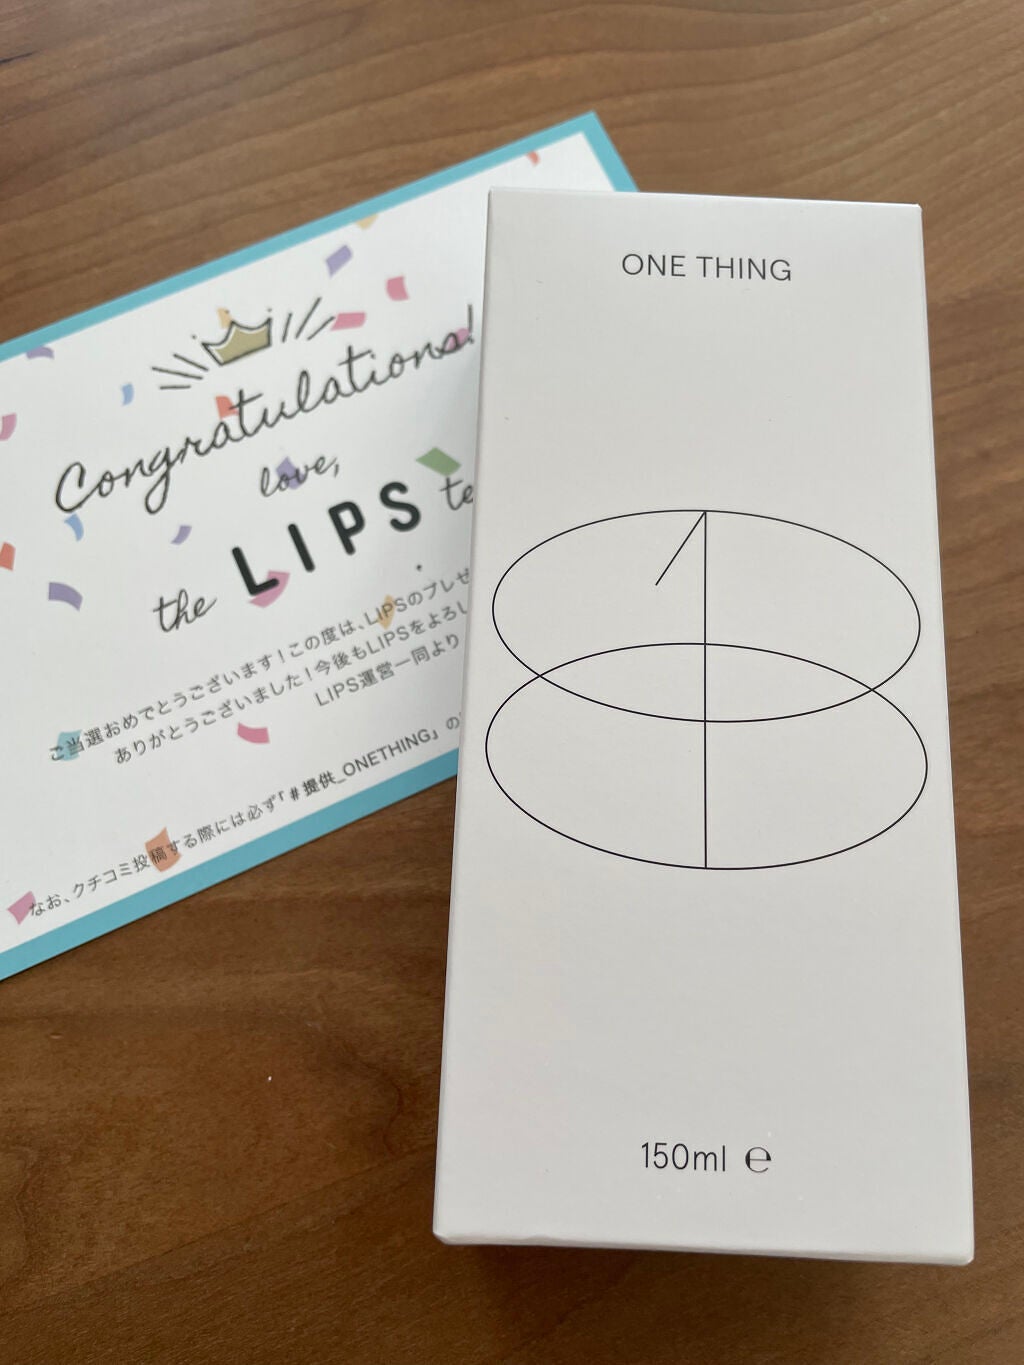 Congratulations!
love,
the LIPS
ご当選おめでとうございます！この度は、LIPSのプレゼ
ありがとうございました！今後もLIPSをよろし
LIPS運営一同より
なお、クチコミ投稿する際には必ず「＃提供_ONETHING」の
ONE THING
1
150ml ℮